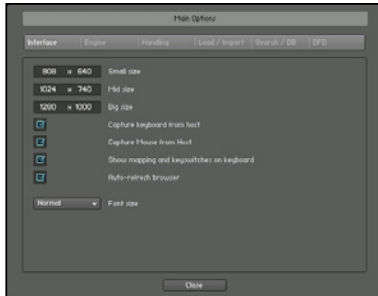 Main Options
Interface Engine Handling Load / Import Search / DB DFD
908 x 640 Small size
1024 x 740 Mid size
1200 x 1000 Big size
Capture keyboard from host
Capture Mouse from Host
Show mapping and keyswitches on keyboard
Auto-refresh browser
Normal Font size
Close